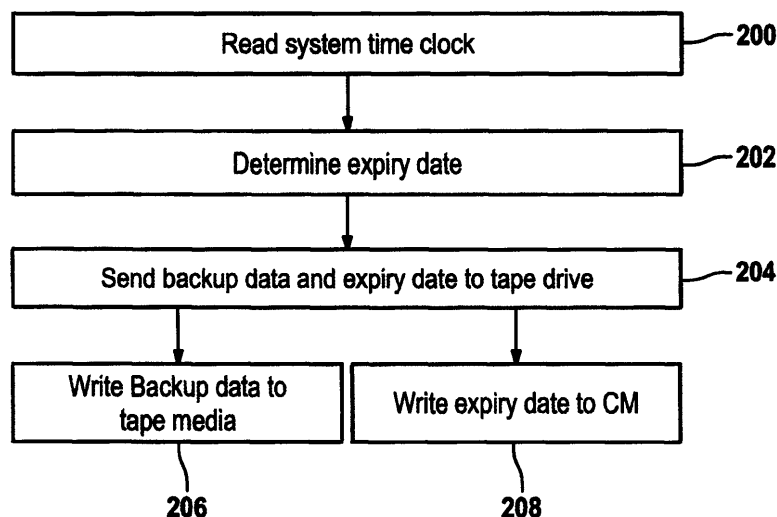 Read system time clock
200
Determine expiry date
202
Send backup data and expiry date to tape drive
204
Write Backup data to
tape media
Write expiry date to CM
206
208